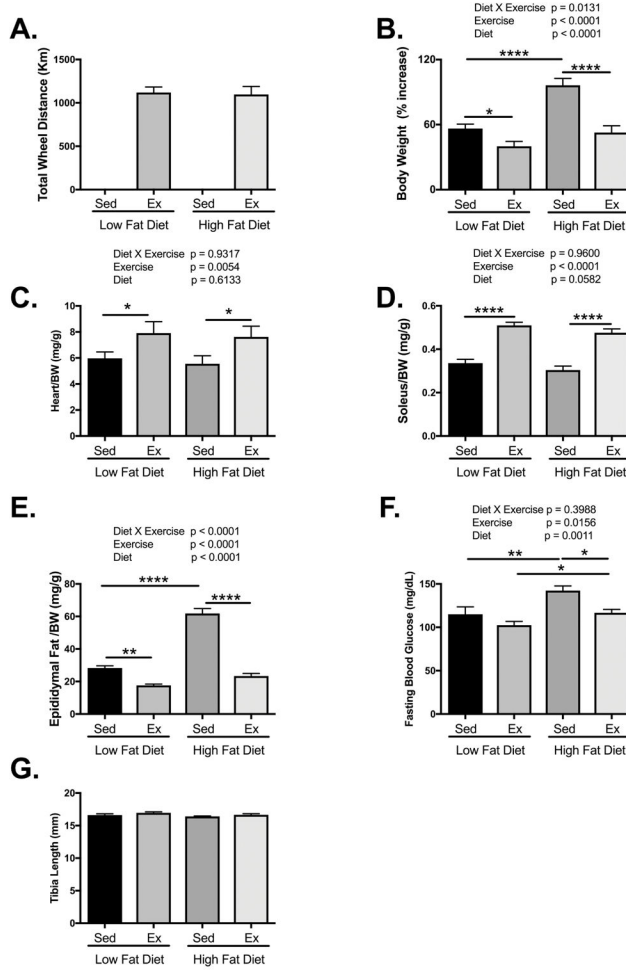 A.
Total Wheel Distance (Km)
1500
1000
500
0
Sed Ex Sed Ex
Low Fat Diet High Fat Diet
B.
Diet X Exercise p = 0.0131
Exercise p < 0.0001
Diet p < 0.0001
Body Weight (% increase)
120
60
0
****
****
*
Sed Ex Sed Ex
Low Fat Diet High Fat Diet
C.
Diet X Exercise p = 0.9317
Exercise p = 0.0054
Diet p = 0.6133
Heart/BW (mg/g)
10
8
6
4
2
0
* *
Sed Ex Sed Ex
Low Fat Diet High Fat Diet
D.
Diet X Exercise p = 0.9600
Exercise p < 0.0001
Diet p = 0.0582
Soleus/BW (mg/g)
0.6
0.4
0.2
0.0
**** ****
Sed Ex Sed Ex
Low Fat Diet High Fat Diet
E.
Diet X Exercise p < 0.0001
Exercise p < 0.0001
Diet p < 0.0001
Epididymal Fat /BW (mg/g)
80
60
40
20
0
****
****
**
Sed Ex Sed Ex
Low Fat Diet High Fat Diet
F.
Diet X Exercise p = 0.3988
Exercise p = 0.0156
Diet p = 0.0011
Fasting Blood Glucose (mg/dL)
150
100
50
0
** *
*
Sed Ex Sed Ex
Low Fat Diet High Fat Diet
G.
Tibia Length (mm)
20
15
10
5
0
Sed Ex Sed Ex
Low Fat Diet High Fat Diet